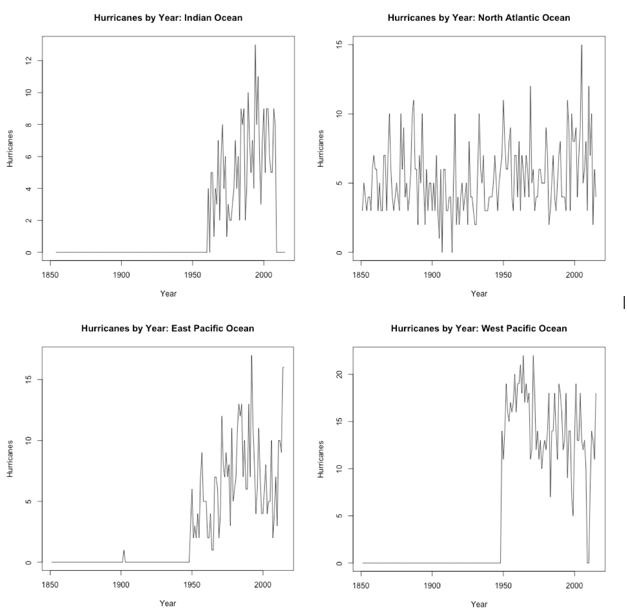 Hurricanes by Year: Indian Ocean
Hurricanes
0 2 4 6 8 10 12
1850 1900 1950 2000
Year
Hurricanes by Year: North Atlantic Ocean
Hurricanes
0 5 10 15
1850 1900 1950 2000
Year
Hurricanes by Year: East Pacific Ocean
Hurricanes
0 5 10 15
1850 1900 1950 2000
Year
Hurricanes by Year: West Pacific Ocean
Hurricanes
0 5 10 15 20
1850 1900 1950 2000
Year